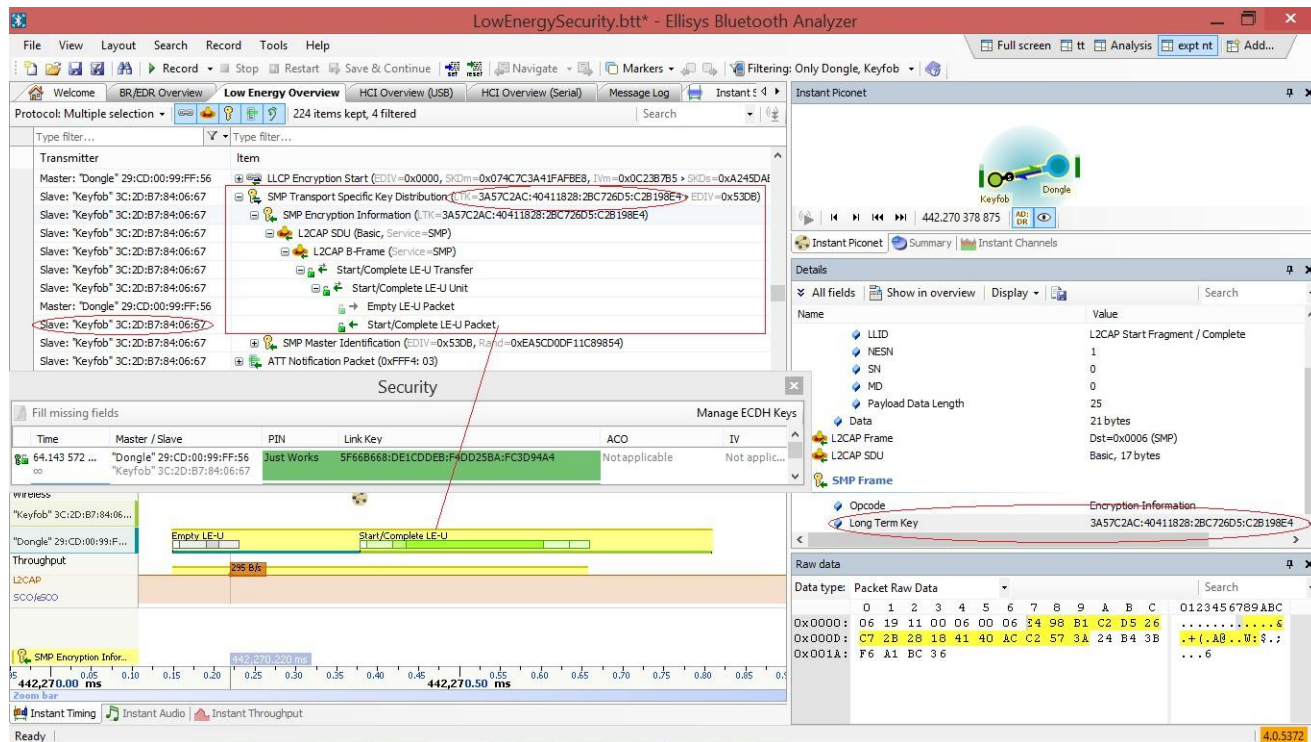 LowEnergySecurity.btt* - Ellisys Bluetooth Analyzer
File View Layout Search Record Tools Help
Full screen tt Analysis expt nt Add...
Record Stop Restart Save & Continue Navigate Markers Filtering: Only Dongle, Keyfob
Welcome BR/EDR Overview Low Energy Overview HCI Overview (USB) HCI Overview (Serial) Message Log Instant S
Protocol: Multiple selection 224 items kept, 4 filtered Search
Type filter... Type filter...
Transmitter Item
Master: "Dongle" 29:CD:00:99:FF:56 LLCP Encryption Start (EDIV=0x0000, SKDm=0x074C7C3A41FAFBE8, IVm=0x0C23B7B5 SKDs=0xA245DAE
Slave: "Keyfob" 3C:2D:B7:84:06:67 SMP Transport Specific Key Distribution (LTK=3A57C2AC:40411828:2BC726D5:C2B198E4 EDIV=0x53DB)
Slave: "Keyfob" 3C:2D:B7:84:06:67 SMP Encryption Information (LTK=3A57C2AC:40411828:2BC726D5:C2B198E4)
Slave: "Keyfob" 3C:2D:B7:84:06:67 L2CAP SDU (Basic, Service=SMP)
Slave: "Keyfob" 3C:2D:B7:84:06:67 L2CAP B-Frame (Service=SMP)
Slave: "Keyfob" 3C:2D:B7:84:06:67 Start/Complete LE-U Transfer
Slave: "Keyfob" 3C:2D:B7:84:06:67 Start/Complete LE-U Unit
Master: "Dongle" 29:CD:00:99:FF:56 Empty LE-U Packet
Slave: "Keyfob" 3C:2D:B7:84:06:67 Start/Complete LE-U Packet
Slave: "Keyfob" 3C:2D:B7:84:06:67 SMP Master Identification (EDIV=0x53DB, Rand=0xEA5CD0DF11C89854)
Slave: "Keyfob" 3C:2D:B7:84:06:67 ATT Notification Packet (0xFFF4: 03)
Security
Fill missing fields Manage ECDH Keys
Time Master / Slave PIN Link Key ACO IV
64.143 572 ... "Dongle" 29:CD:00:99:FF:56 Just Works 5F66B668:DE1CDDEB:F4DD25BA:FC3D94A4 Not applicable Not applic...
∞ "Keyfob" 3C:2D:B7:84:06:67
Wireless
"Keyfob" 3C:2D:B7:84:06...
"Dongle" 29:CD:00:99:F... Empty LE-U Start/Complete LE-U
Throughput
295 B/s
L2CAP
SCO/eSCO
SMP Encryption Infor... 442,270.220 ms
0.05 0.10 0.15 0.20 0.25 0.30 0.35 0.40 0.45 0.55 0.60 0.65 0.70 0.75 0.80 0.85
442,270.00 ms 442,270.50 ms
Zoom bar
Instant Timing Instant Audio Instant Throughput
Ready 4.0.5372
Instant Piconet
Keyfob Dongle
442.270 378 875 AD: DR
Instant Piconet Summary Instant Channels
Details
All fields Show in overview Display Search
Name Value
LLID L2CAP Start Fragment / Complete
NESN 1
SN 0
MD 0
Payload Data Length 25
Data 21 bytes
L2CAP Frame Dst=0x0006 (SMP)
L2CAP SDU Basic, 17 bytes
SMP Frame
Opcode Encryption Information
Long Term Key 3A57C2AC:40411828:2BC726D5:C2B198E4
Raw data
Data type: Packet Raw Data Search
0 1 2 3 4 5 6 7 8 9 A B C 0123456789ABC
0x0000: 06 19 11 00 06 00 06 E4 98 B1 C2 D5 26 ............&
0x000D: C7 2B 28 18 41 40 AC C2 57 3A 24 B4 3B .+(.A@..W:$.;
0x001A: F6 A1 BC 36 ...6